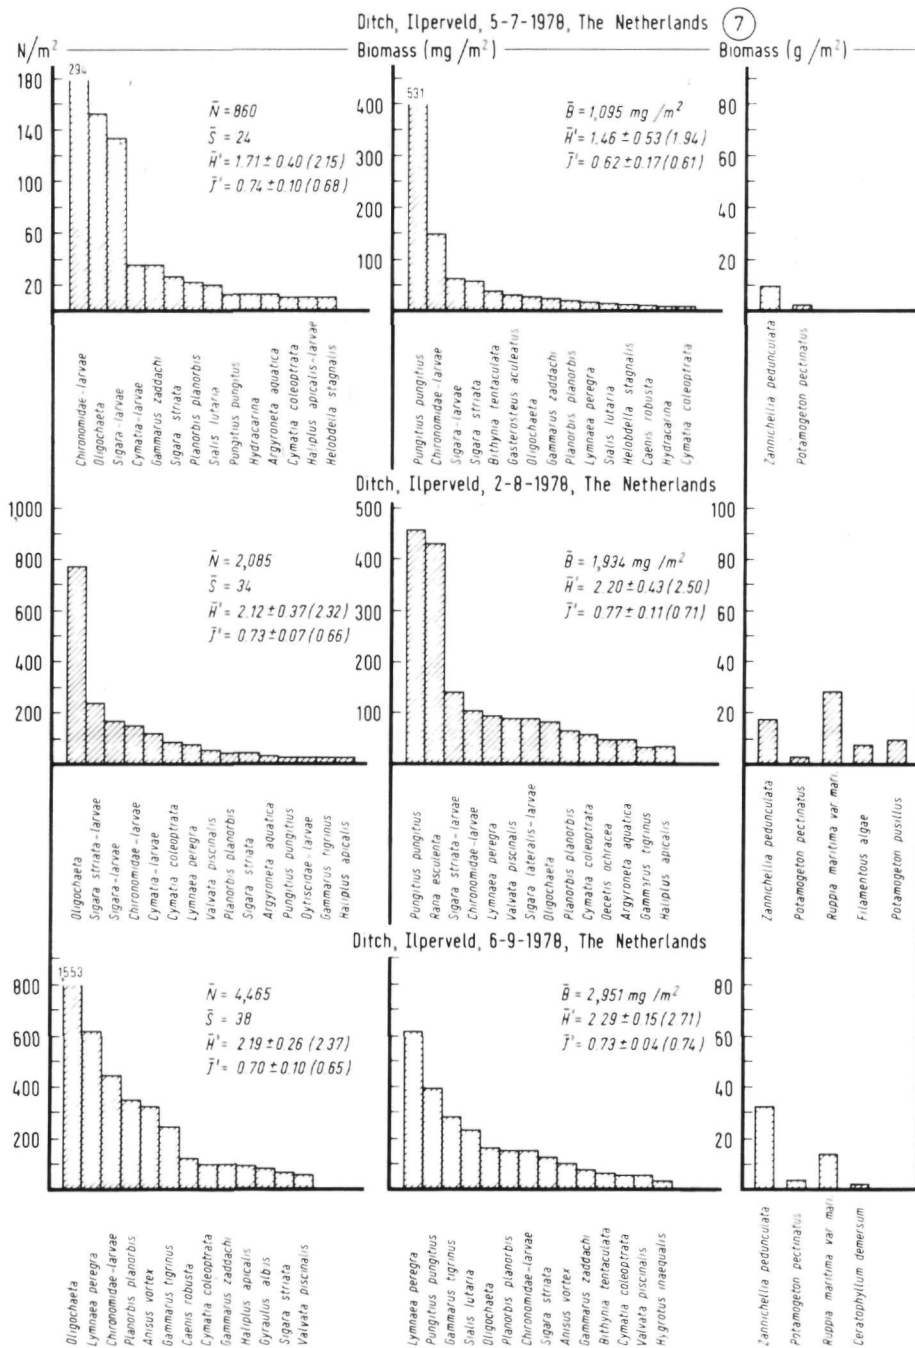 Ditch, Ilperveld, 5-7-1978, The Netherlands 7
N/m² Biomass (mg/m²) Biomass (g/m²)
294
180
140
100
60
20
N̄ = 860
S̄ = 24
H̄' = 1.71 ± 0.40 (2.15)
J̄' = 0.74 ± 0.10 (0.68)
Chironomidae-larvae
Oligochaeta
Sigara-larvae
Cymatia-larvae
Gammarus zaddachi
Sigara striata
Planorbis planorbis
Sialis lutaria
Pungitius pungitus
Hydracarina
Argyroneta aquatica
Cymatia coleoptrata
Haliplus apicalis-larvae
Helobdella stagnalis
531
400
300
200
100
B̄ = 1,095 mg/m²
H̄' = 1.46 ± 0.53 (1.94)
J̄' = 0.62 ± 0.17 (0.61)
Pungitius pungitius
Chironomidae-larvae
Sigara-larvae
Sigara striata
Bithynia tentaculata
Gasterosteus aculeatus
Oligochaeta
Gammarus zaddachi
Planorbis planorbis
Lymnaea peregra
Sialis lutaria
Helobdella stagnalis
Caenis robusta
Hydracarina
Cymatia coleoptrata
80
60
40
20
Zannichellia pedunculata
Potamogeton pectinatus
Ditch, Ilperveld, 2-8-1978, The Netherlands
1000
800
600
400
200
N̄ = 2,085
S̄ = 34
H̄' = 2.12 ± 0.37 (2.32)
J̄' = 0.73 ± 0.07 (0.66)
Oligochaeta
Sigara striata-larvae
Sigara-larvae
Chironomidae-larvae
Cymatia-larvae
Cymatia coleoptrata
Lymnaea peregra
Valvata piscinalis
Planorbis planorbis
Sigara striata
Argyroneta aquatica
Pungitius pungitius
Dytiscidae-larvae
Gammarus tigrinus
Haliplus apicalis
500
400
300
200
100
B̄ = 1,934 mg/m²
H̄' = 2.20 ± 0.43 (2.50)
J̄' = 0.77 ± 0.11 (0.71)
Pungitius pungitius
Rana esculenta
Sigara striata-larvae
Chironomidae-larvae
Lymnaea peregra
Valvata piscinalis
Sigara lateralis-larvae
Oligochaeta
Planorbis planorbis
Cymatia coleoptrata
Oecetis ochracea
Argyroneta aquatica
Gammarus tigrinus
Haliplus apicalis
100
80
60
40
20
Zannichellia pedunculata
Potamogeton pectinatus
Ruppia maritima var mari.
Filamentous algae
Potamogeton pusillus
Ditch, Ilperveld, 6-9-1978, The Netherlands
1553
800
600
400
200
N̄ = 4,465
S̄ = 38
H̄' = 2.19 ± 0.26 (2.37)
J̄' = 0.70 ± 0.10 (0.65)
Oligochaeta
Lymnaea peregra
Chironomidae-larvae
Planorbis planorbis
Anisus vortex
Gammarus tigrinus
Caenis robusta
Cymatia coleoptrata
Gammarus zaddachi
Haliplus apicalis
Gyraulus albus
Sigara striata
Valvata piscinalis
B̄ = 2,951 mg/m²
H̄' = 2.29 ± 0.15 (2.71)
J̄' = 0.73 ± 0.04 (0.74)
Lymnaea peregra
Pungitius pungitius
Gammarus tigrinus
Sialis lutaria
Oligochaeta
Planorbis planorbis
Chironomidae-larvae
Sigara striata
Anisus vortex
Gammarus zaddachi
Bithynia tentaculata
Cymatia coleoptrata
Valvata piscinalis
Hygrotus inaequalis
80
60
40
20
Zannichellia pedunculata
Potamogeton pectinatus
Ruppia maritima var mari.
Ceratophyllum demersum